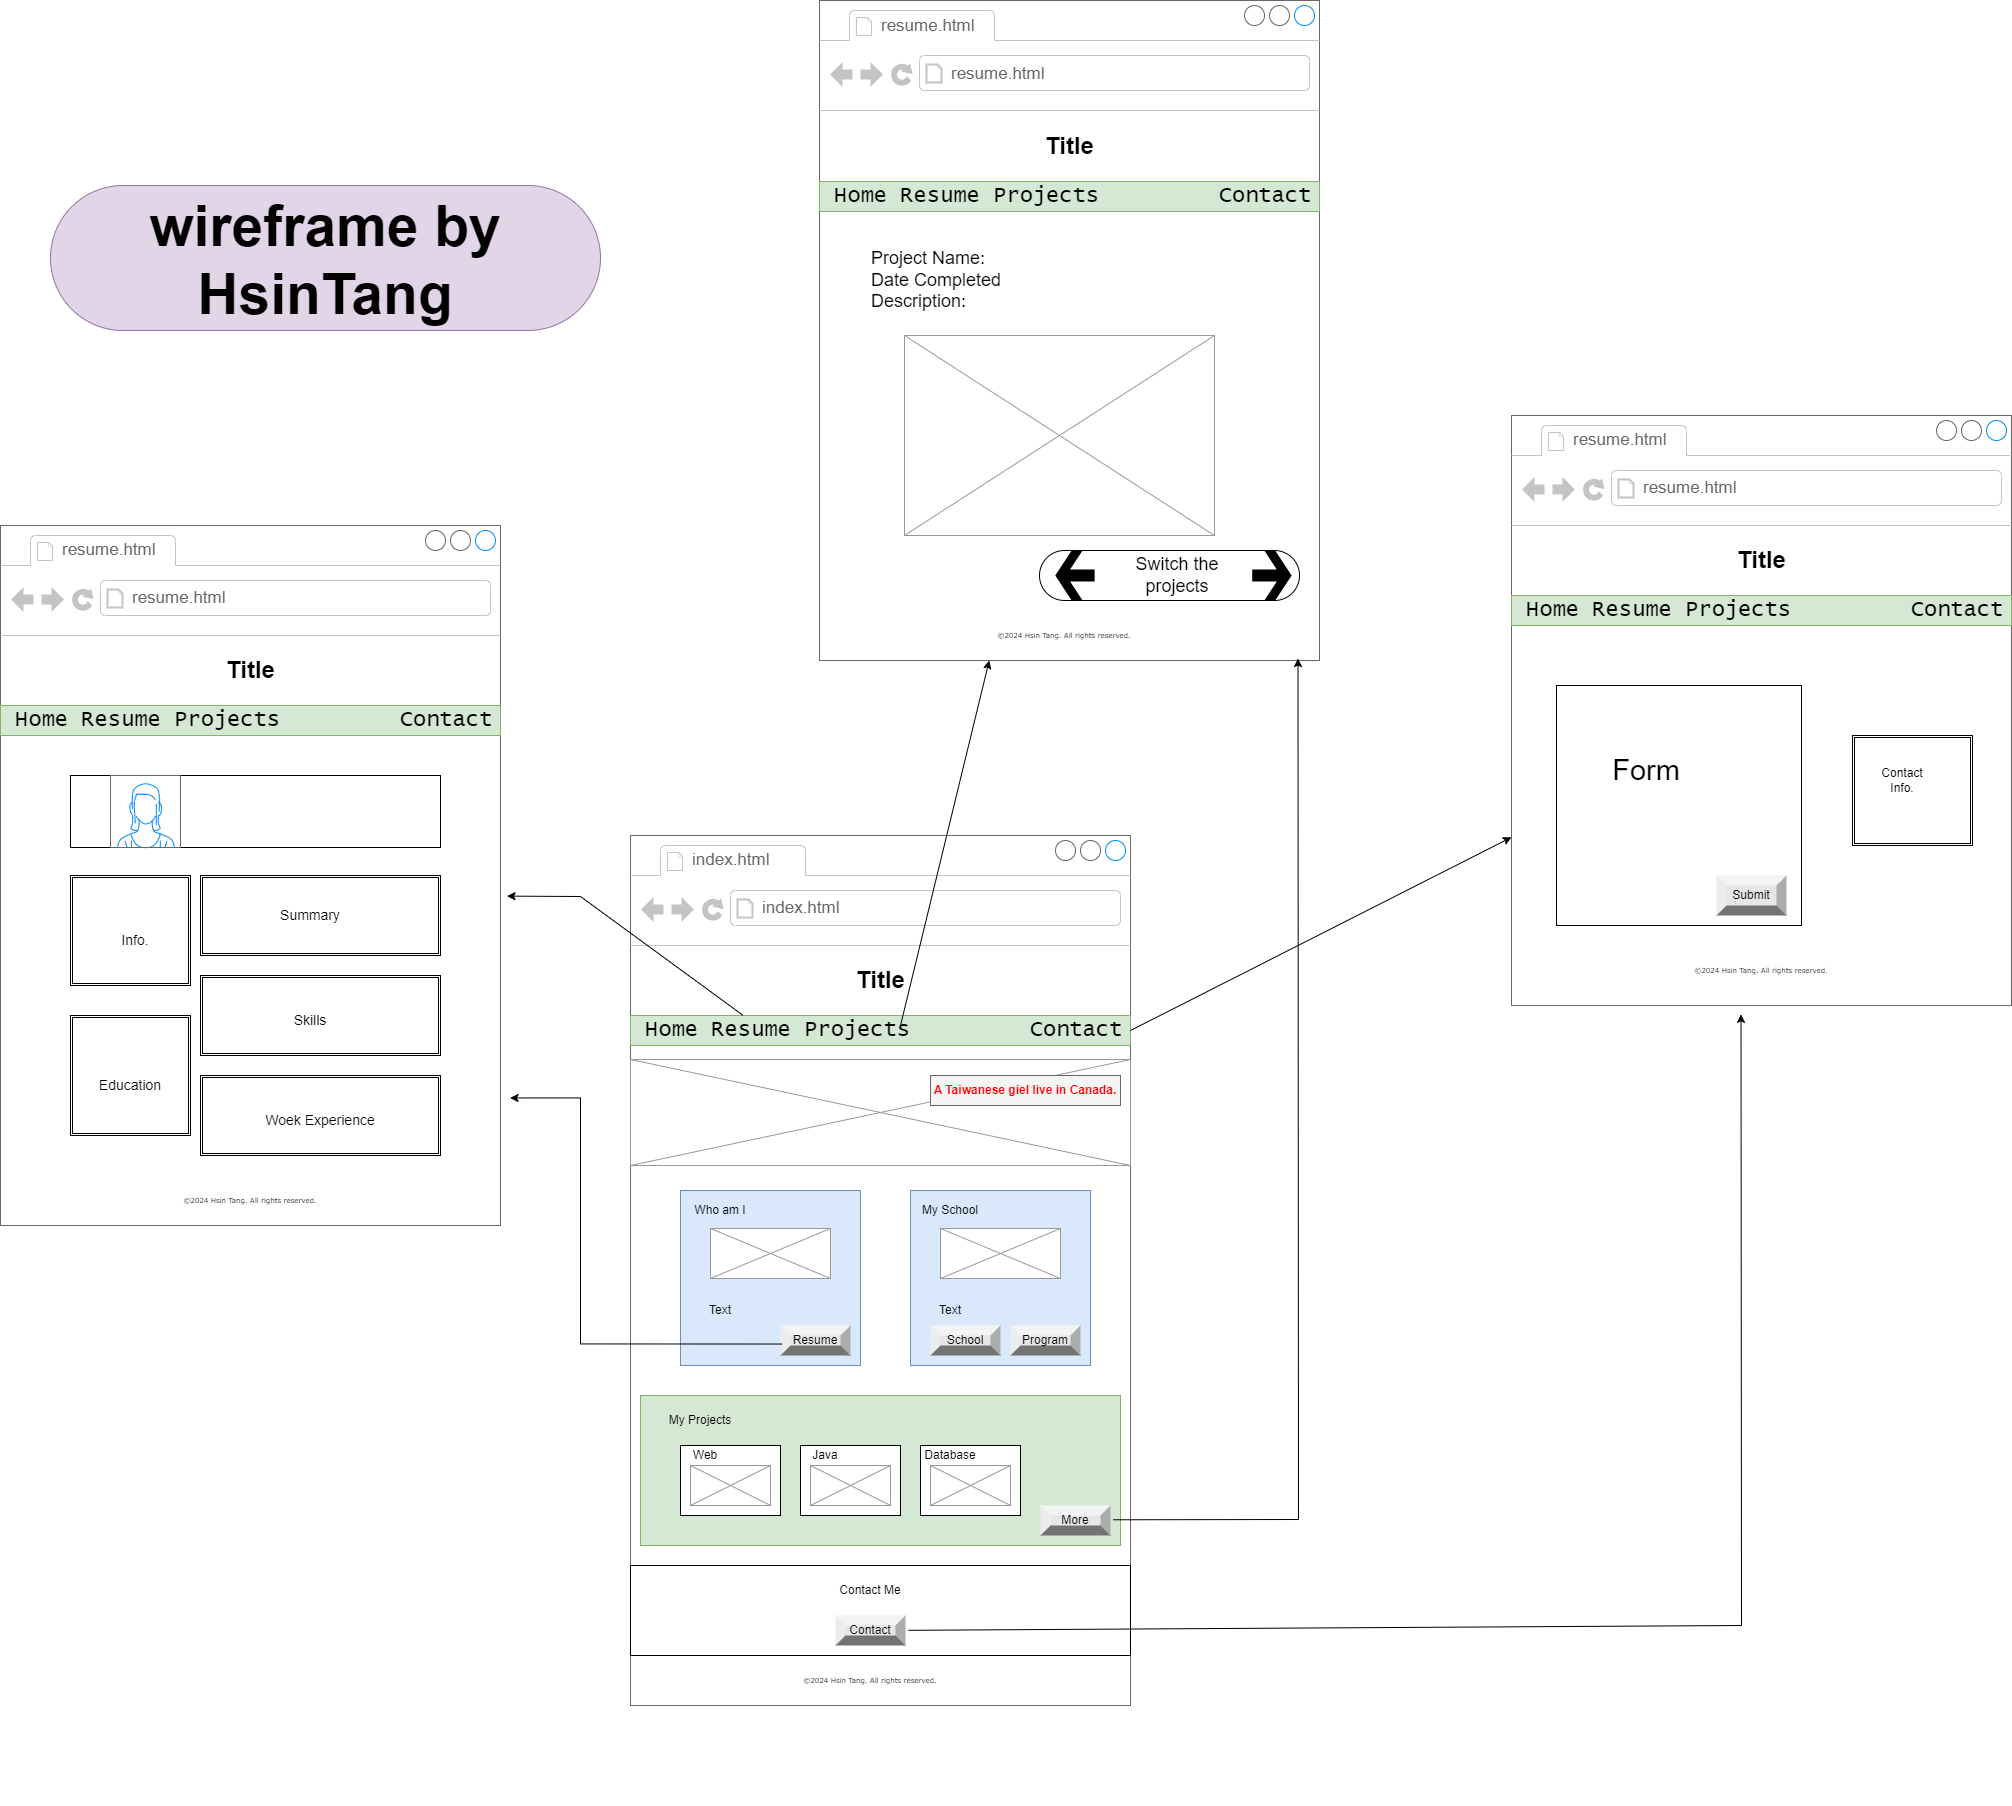 wireframe by
HsinTang
resume.html
resume.html
Title
Home Resume Projects Contact
Project Name:
Date Completed
Description:
Switch the
projects
©2024 Hsin Tang. All rights reserved.
resume.html
resume.html
Title
Home Resume Projects Contact
Form
Contact
Info.
Submit
©2024 Hsin Tang. All rights reserved.
resume.html
resume.html
Title
Home Resume Projects Contact
Info.
Summary
Skills
Education
Woek Experience
©2024 Hsin Tang. All rights reserved.
index.html
index.html
Title
Home Resume Projects Contact
A Taiwanese giel live in Canada.
Who am I
Text
Resume
My School
Text
School
Program
My Projects
Web
Java
Database
More
Contact Me
Contact
©2024 Hsin Tang. All rights reserved.